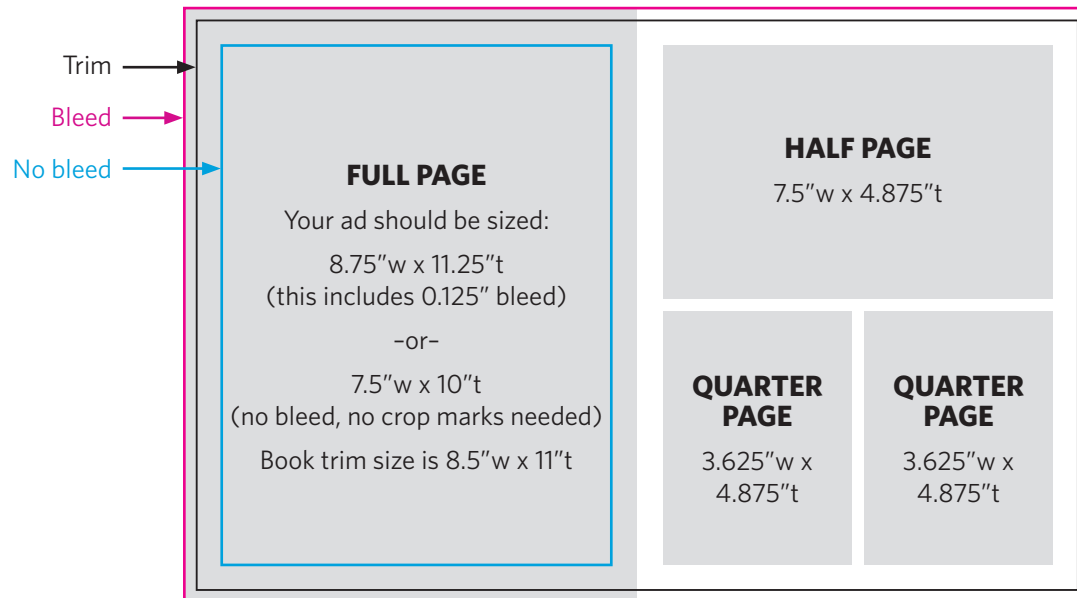 Trim
Bleed
No bleed
FULL PAGE
Your ad should be sized:
8.75”w x 11.25”t
(this includes 0.125” bleed)
–or–
7.5”w x 10”t
(no bleed, no crop marks needed)
Book trim size is 8.5”w x 11”t
HALF PAGE
7.5”w x 4.875”t
QUARTER
PAGE
3.625”w x
4.875”t
QUARTER
PAGE
3.625”w x
4.875”t